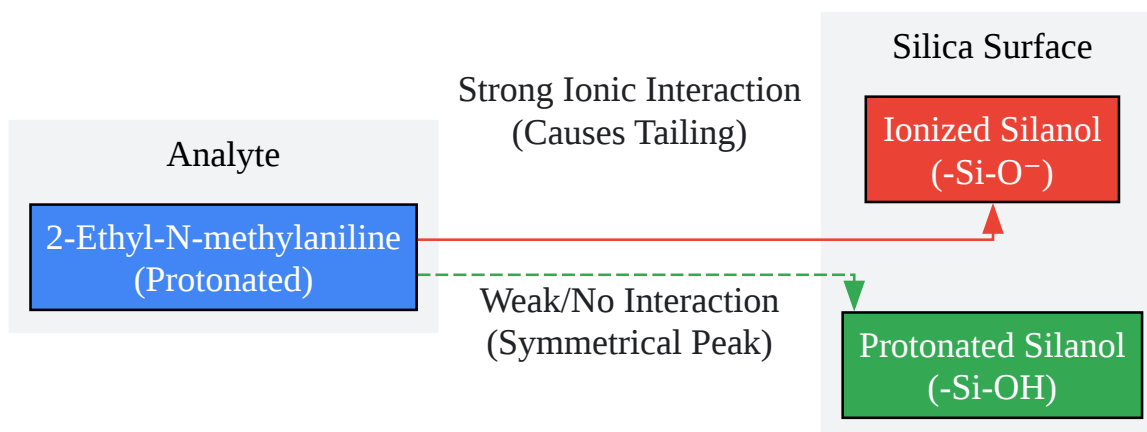 Silica Surface
Strong Ionic Interaction
(Causes Tailing)
Ionized Silanol
(-Si-O⁻)
Analyte
2-Ethyl-N-methylaniline
(Protonated)
Weak/No Interaction
(Symmetrical Peak)
Protonated Silanol
(-Si-OH)